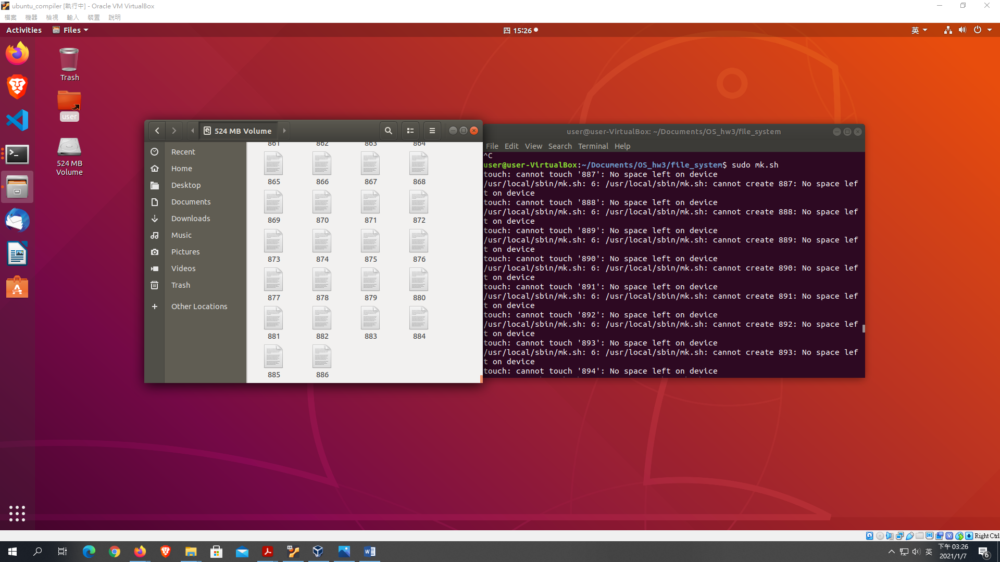 ubuntu_compiler [執行中] - Oracle VM VirtualBox
檔案 機器 檢視 輸入 裝置 說明
Activities Files 四 15:26 英
Trash
user
524 MB
Volume
524 MB Volume
Recent
Home
Desktop
Documents
Downloads
Music
Pictures
Videos
Trash
Other Locations
861 862 863 864
865 866 867 868
869 870 871 872
873 874 875 876
877 878 879 880
881 882 883 884
885 886
user@user-VirtualBox: ~/Documents/OS_hw3/file_system
File Edit View Search Terminal Help
^C
user@user-VirtualBox:~/Documents/OS_hw3/file_system$ sudo mk.sh
touch: cannot touch '887': No space left on device
/usr/local/sbin/mk.sh: 6: /usr/local/sbin/mk.sh: cannot create 887: No space lef
t on device
touch: cannot touch '888': No space left on device
/usr/local/sbin/mk.sh: 6: /usr/local/sbin/mk.sh: cannot create 888: No space lef
t on device
touch: cannot touch '889': No space left on device
/usr/local/sbin/mk.sh: 6: /usr/local/sbin/mk.sh: cannot create 889: No space lef
t on device
touch: cannot touch '890': No space left on device
/usr/local/sbin/mk.sh: 6: /usr/local/sbin/mk.sh: cannot create 890: No space lef
t on device
touch: cannot touch '891': No space left on device
/usr/local/sbin/mk.sh: 6: /usr/local/sbin/mk.sh: cannot create 891: No space lef
t on device
touch: cannot touch '892': No space left on device
/usr/local/sbin/mk.sh: 6: /usr/local/sbin/mk.sh: cannot create 892: No space lef
t on device
touch: cannot touch '893': No space left on device
/usr/local/sbin/mk.sh: 6: /usr/local/sbin/mk.sh: cannot create 893: No space lef
t on device
touch: cannot touch '894': No space left on device
Right Ctrl
英
下午 03:26
2021/1/7
6